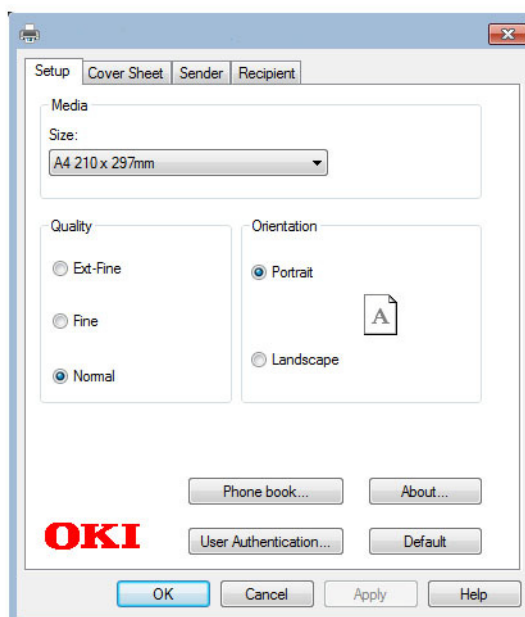 Setup Cover Sheet Sender Recipient
Media
Size:
A4 210 x 297mm
Quality
Ext-Fine
Fine
Normal
Orientation
Portrait
A
Landscape
Phone book... About...
OKI User Authentication... Default
OK Cancel Apply Help